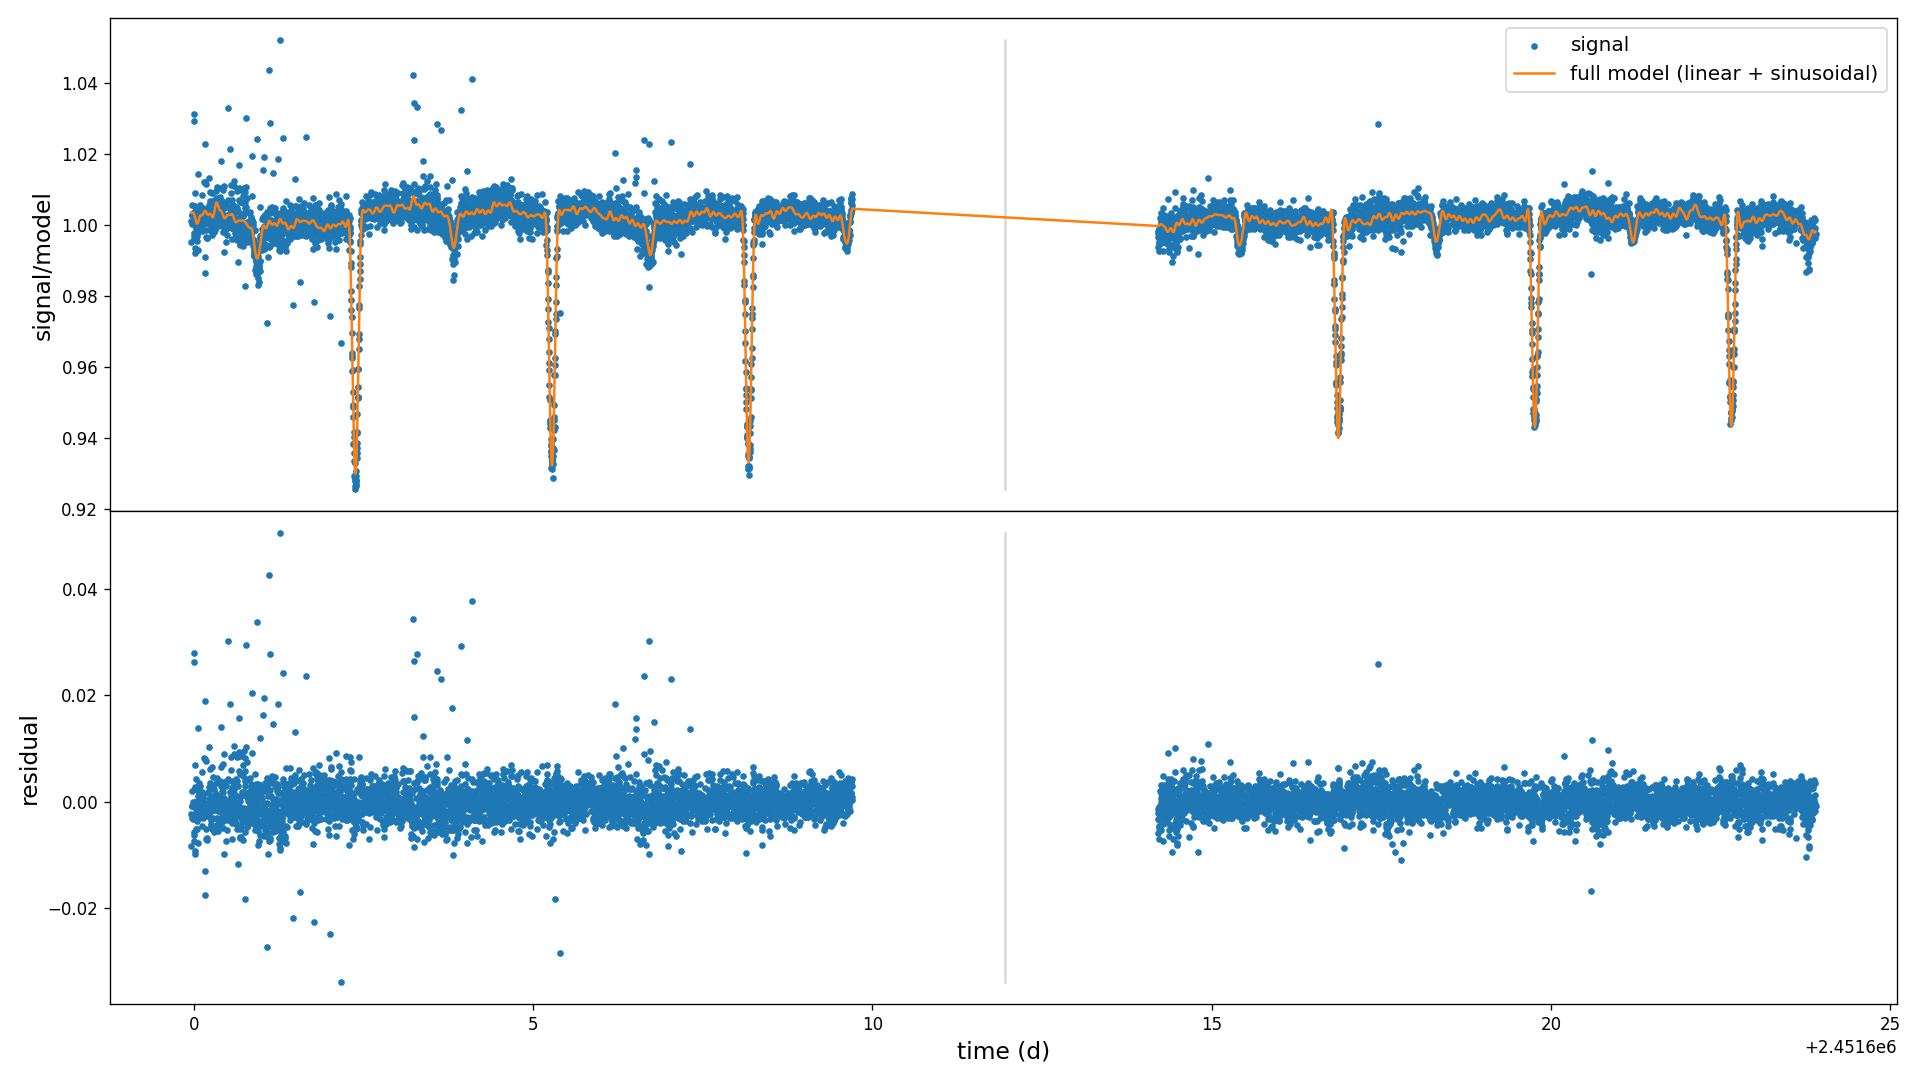 signal
full model (linear + sinusoidal)
signal/model
1.04
1.02
1.00
0.98
0.96
0.94
0.92
residual
0.04
0.02
0.00
−0.02
0 5 10 15 20 25
time (d)
+2.4516e6